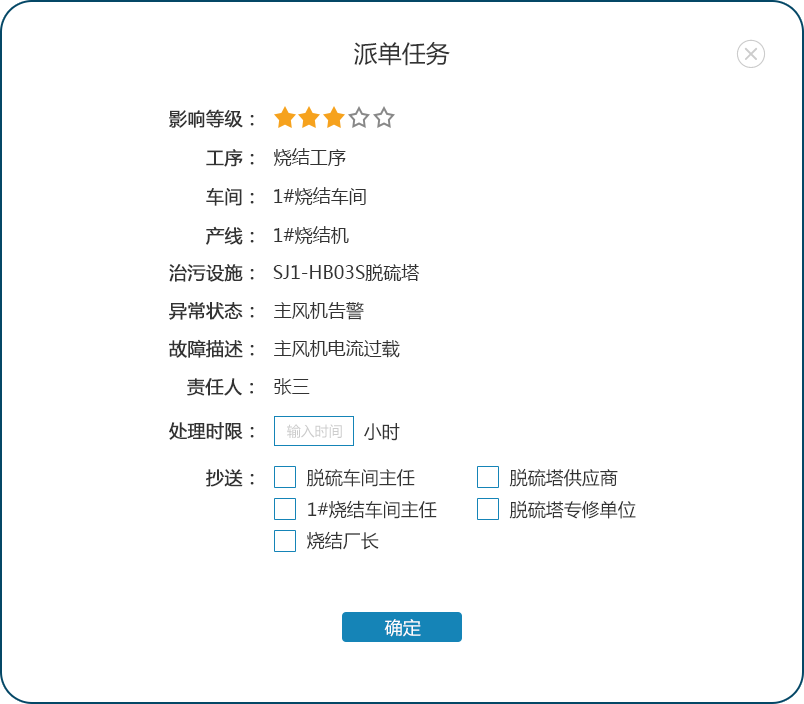 派单任务
影响等级：
工序： 烧结工序
车间： 1#烧结车间
产线： 1#烧结机
治污设施： SJ1-HB03S脱硫塔
异常状态： 主风机告警
故障描述： 主风机电流过载
责任人： 张三
处理时限： 输入时间 小时
抄送： 脱硫车间主任 脱硫塔供应商
1#烧结车间主任 脱硫塔专修单位
烧结厂长
确定